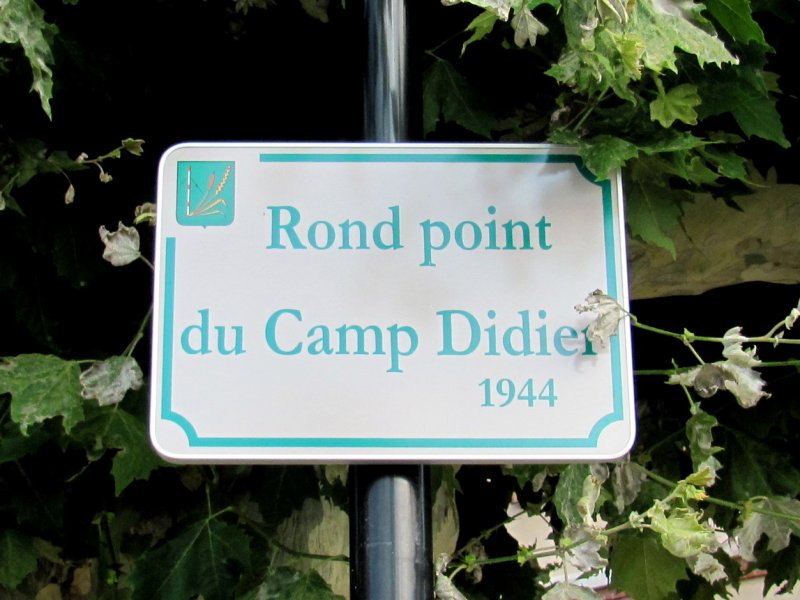 Rond point
du Camp Didier
1944